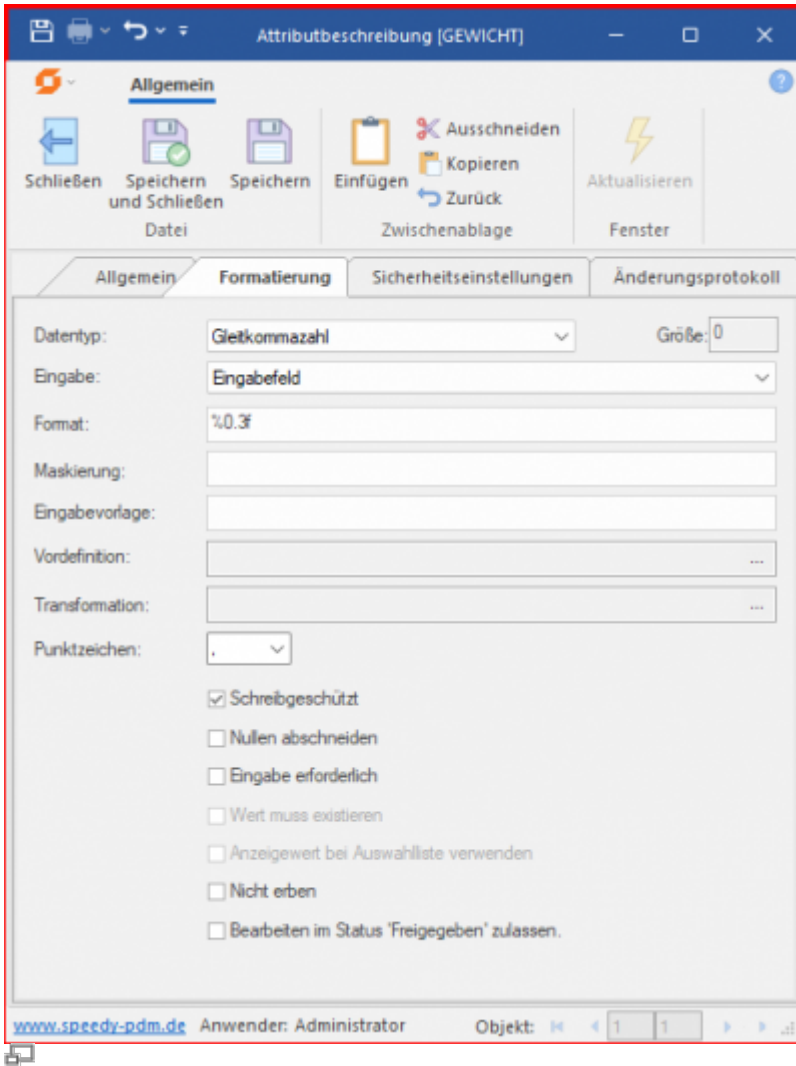 Attributbeschreibung [GEWICHT]
Allgemein
Schließen
Speichern und Schließen
Speichern
Einfügen
Ausschneiden
Kopieren
Zurück
Aktualisieren
Datei
Zwischenablage
Fenster
Allgemein Formatierung Sicherheitseinstellungen Änderungsprotokoll
Datentyp: Gleitkommazahl Größe: 0
Eingabe: Eingabefeld
Format: %0.3f
Maskierung:
Eingabevorlage:
Vordefinition: ...
Transformation: ...
Punktzeichen: ,
Schreibgeschützt
Nullen abschneiden
Eingabe erforderlich
Wert muss existieren
Anzeigewert bei Auswahlliste verwenden
Nicht erben
Bearbeiten im Status 'Freigegeben' zulassen.
www.speedy-pdm.de Anwender: Administrator Objekt: 1 1